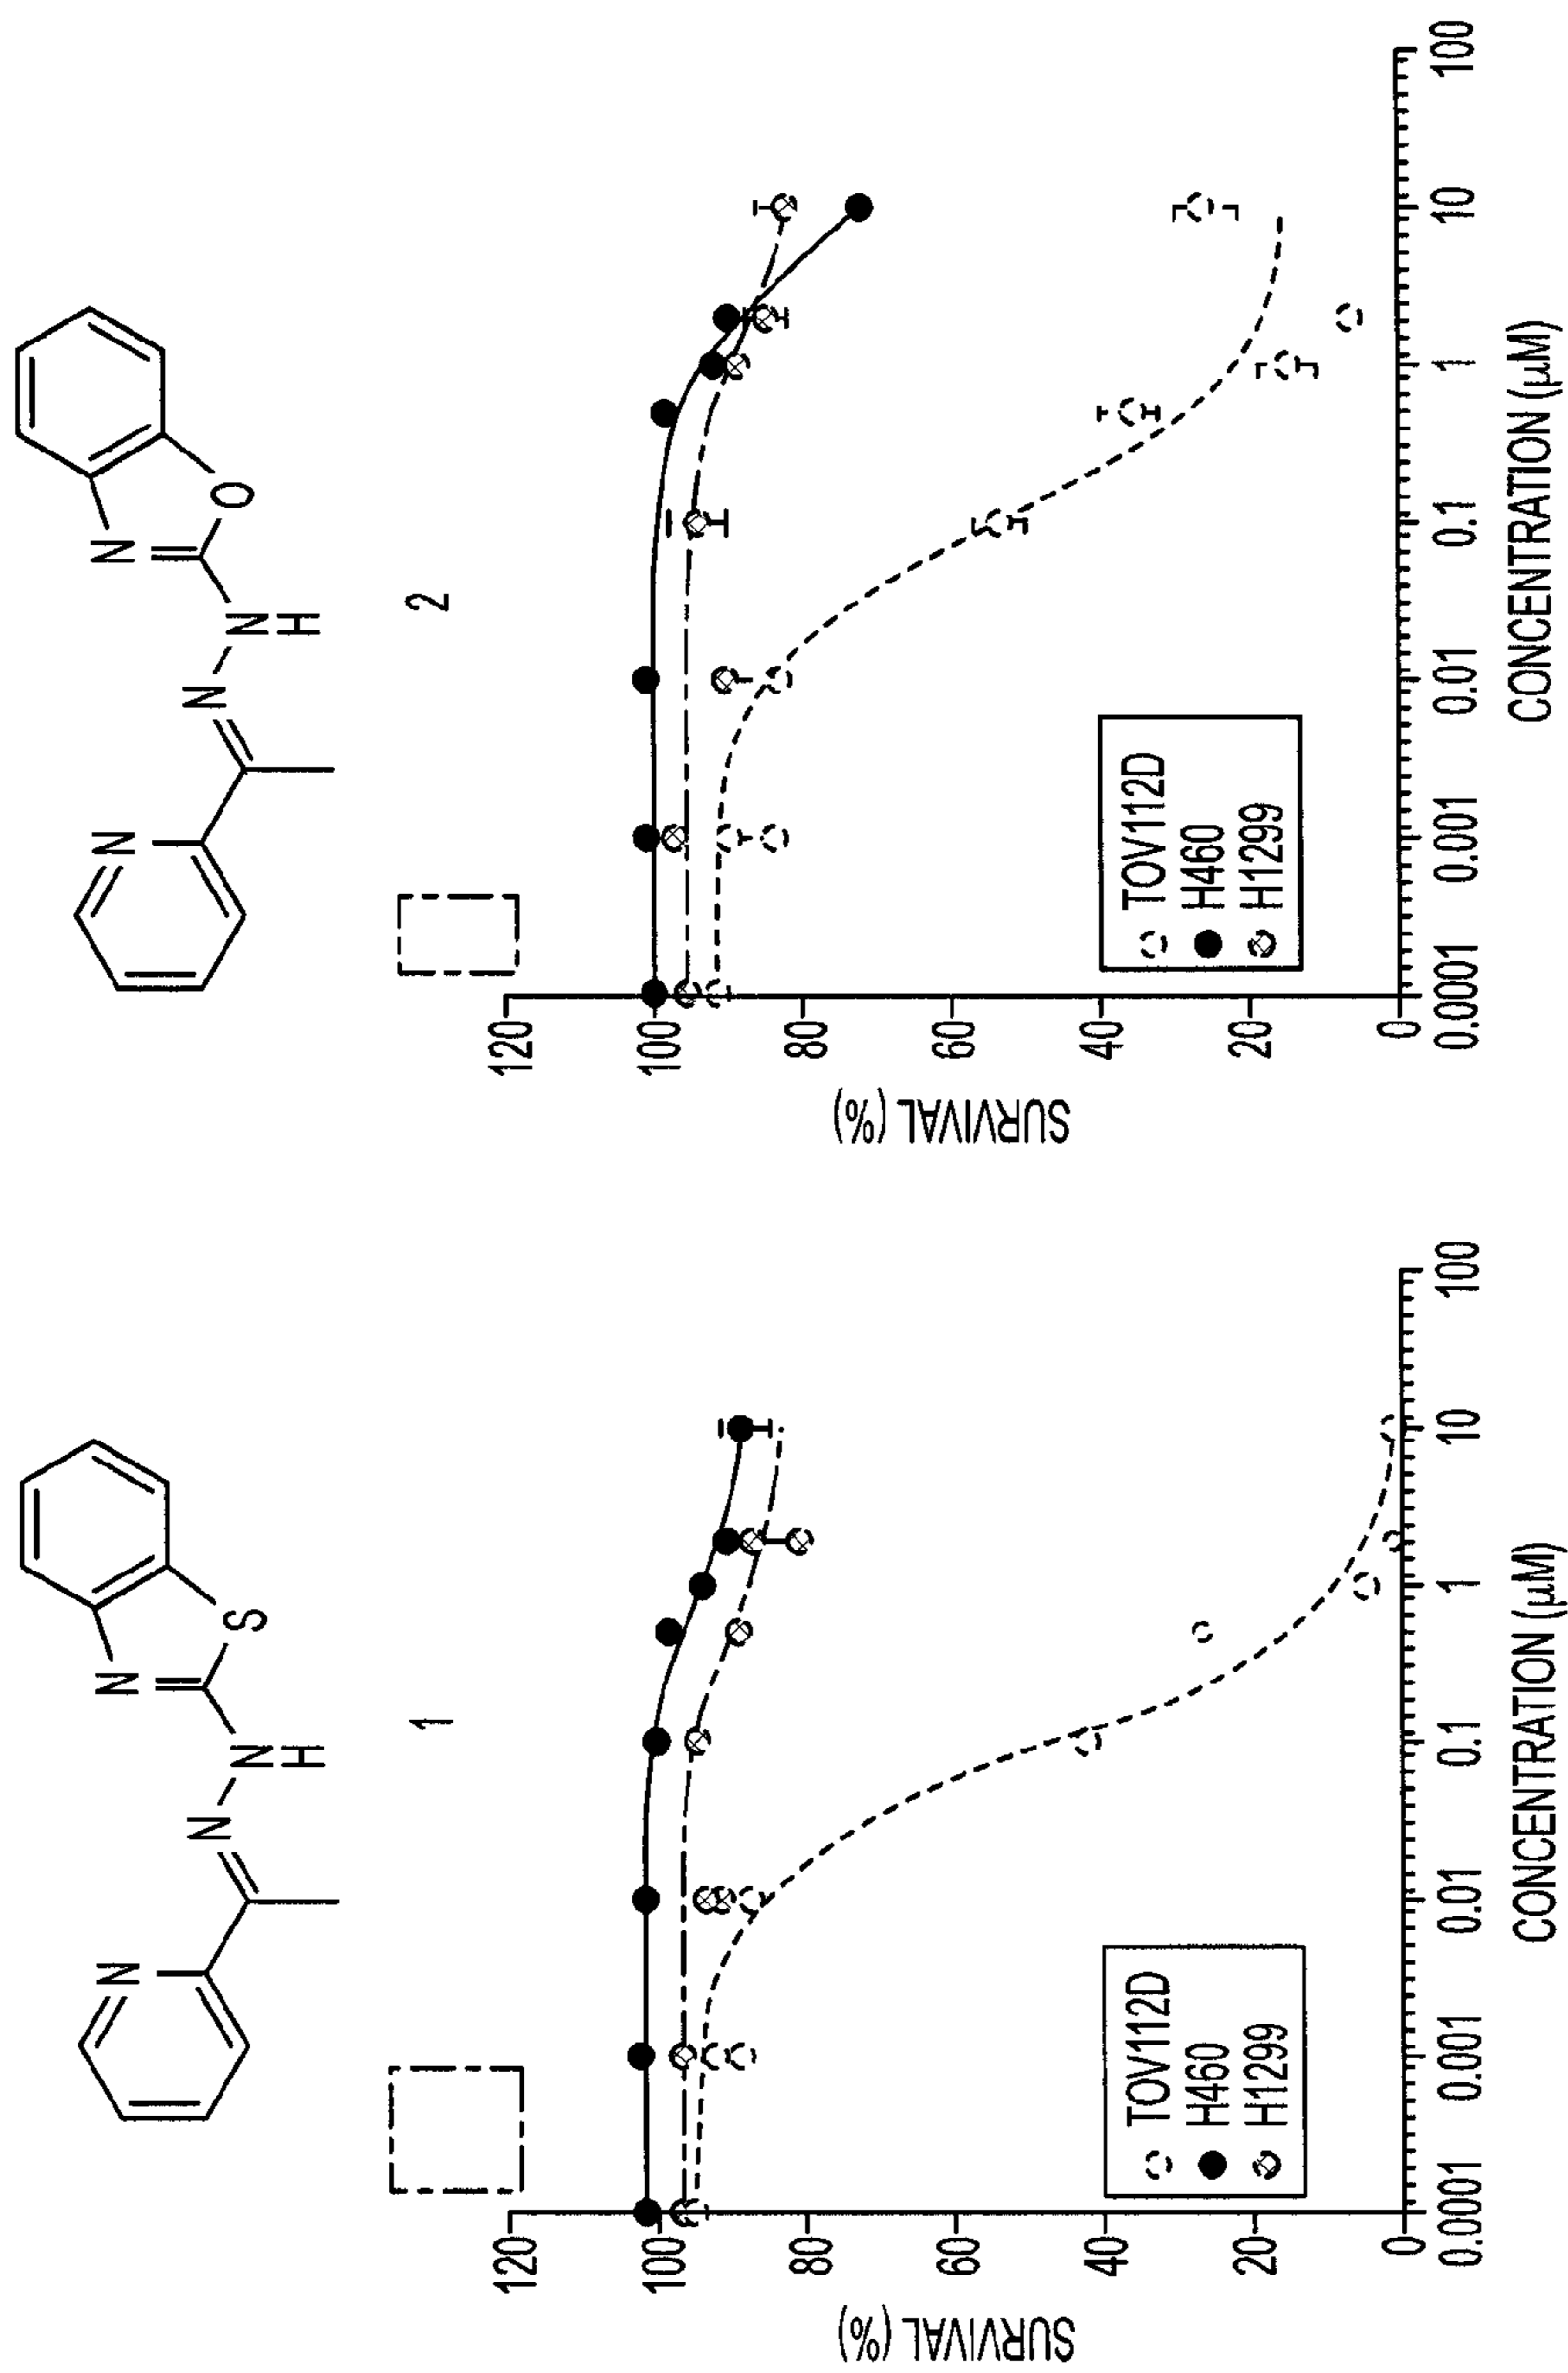 N
N
N
H
N
S
1
SURVIVAL (%)
120
100
80
60
40
20
0
TOV112D
H460
H1299
0.0001
0.001
0.01
0.1
1
10
100
CONCENTRATION (μM)
N
N
N
H
N
O
2
SURVIVAL (%)
120
100
80
60
40
20
0
TOV112D
H460
H1299
0.0001
0.001
0.01
0.1
1
10
100
CONCENTRATION (μM)